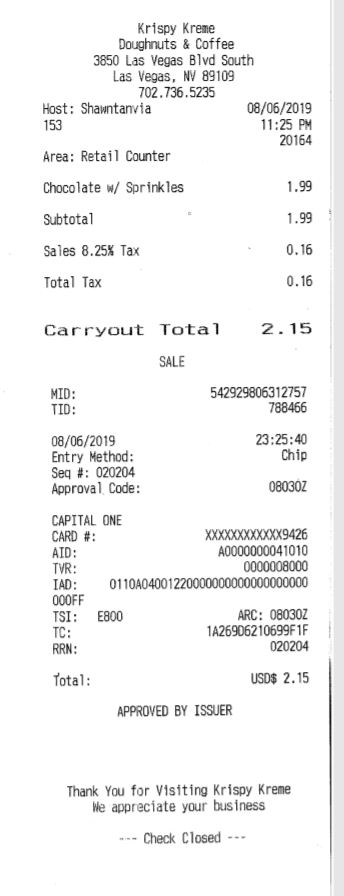 Krispy Kreme
Doughnuts & Coffee
3850 Las Vegas Blvd South
Las Vegas, NV 89109
702.736.5235
Host: Shawntanvia 08/06/2019
153 11:25 PM
20164
Area: Retail Counter
Chocolate w/ Sprinkles 1.99
Subtotal 1.99
Sales 8.25% Tax 0.16
Total Tax 0.16
Carryout Total 2.15
SALE
MID: 542929806312757
TID: 788466
08/06/2019 23:25:40
Entry Method: Chip
Seq #: 020204
Approval Code: 08030Z
CAPITAL ONE
CARD #: XXXXXXXXXXXX9426
AID: A0000000041010
TVR: 0000008000
IAD: 0110A04001220000000000000000000
000FF
TSI: E800 ARC: 08030Z
TC: 1A269D6210699F1F
RRN: 020204
Total: USD$ 2.15
APPROVED BY ISSUER
Thank You for Visiting Krispy Kreme
We appreciate your business
--- Check Closed ---